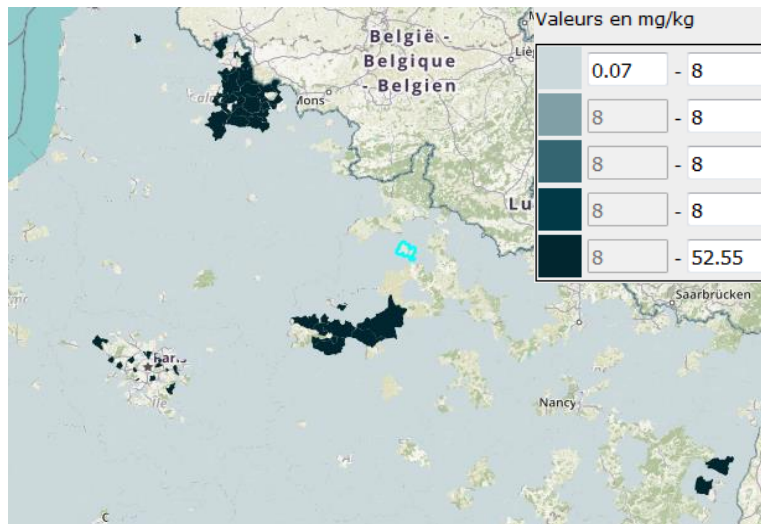 Valeurs en mg/kg
0.07 - 8
8 - 8
8 - 8
8 - 8
8 - 52.55
België -
Belgique
- Belgien
Mons
Lu
Saarbrücken
Paris
Nancy
C